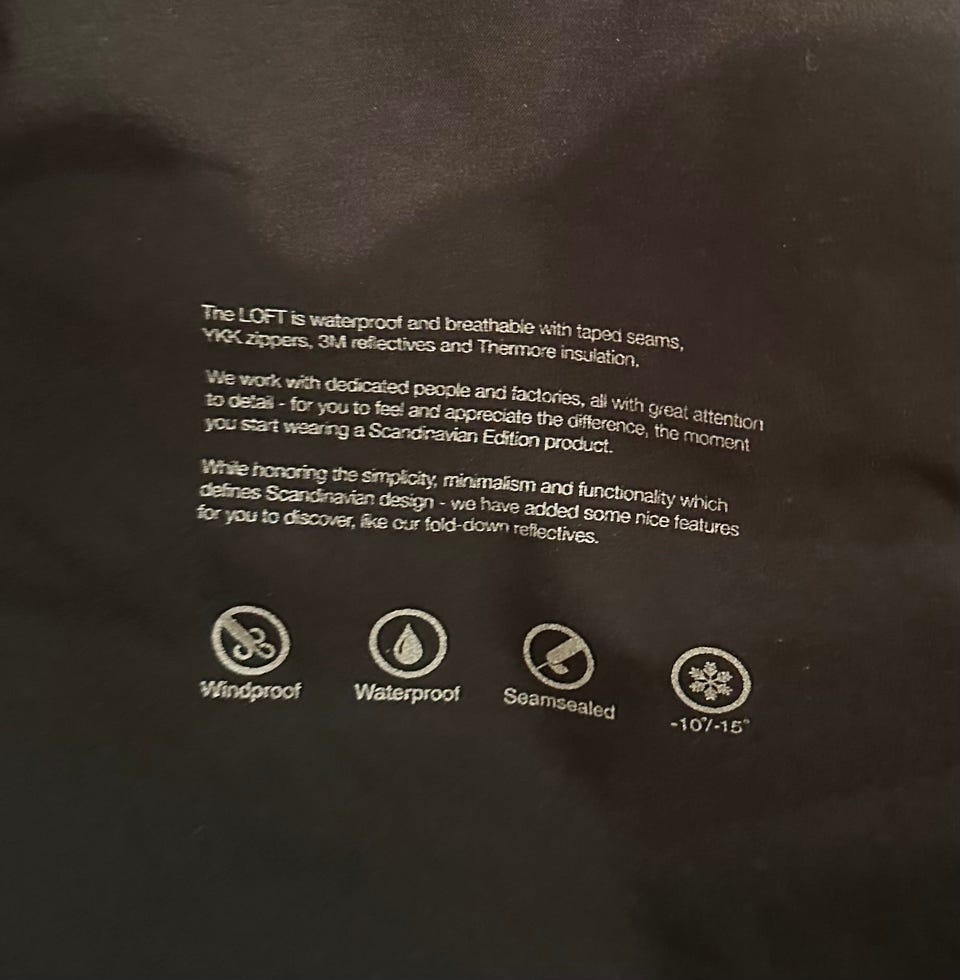 The LOFT is waterproof and breathable with taped seams,
YKK zippers, 3M reflectives and Thermore insulation,
We work with dedicated people and factories, all with great attention
to detail - for you to feel and appreciate the difference, the moment
you start wearing a Scandinavian Edition product.
While honoring the simplicity, minimalism and functionality which
defines Scandinavian design - we have added some nice features
for you to discover, like our fold-down reflectives.
Windproof
Waterproof
Seamsealed
-10°/-15°